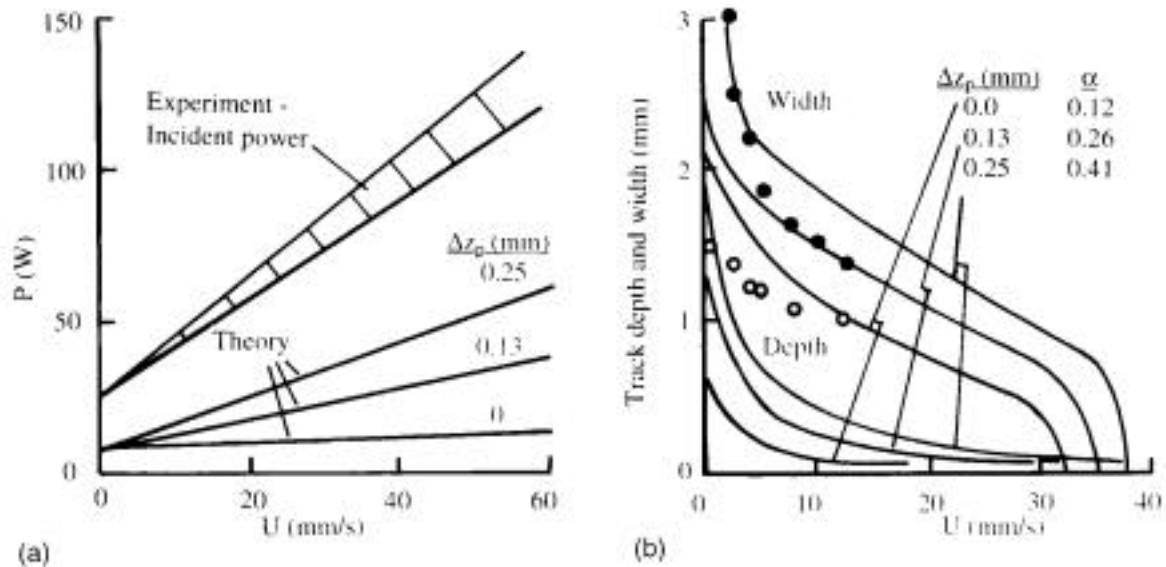 150
100
50
0
P (W)
Experiment -
Incident power
Δz_p (mm)
0.25
0.13
0
Theory
0
20
40
60
U (mm/s)
(a)
3
2
1
0
Track depth and width (mm)
Width
Δz_p (mm) α
0.0 0.12
0.13 0.26
0.25 0.41
Depth
0
10
20
30
40
U (mm/s)
(b)